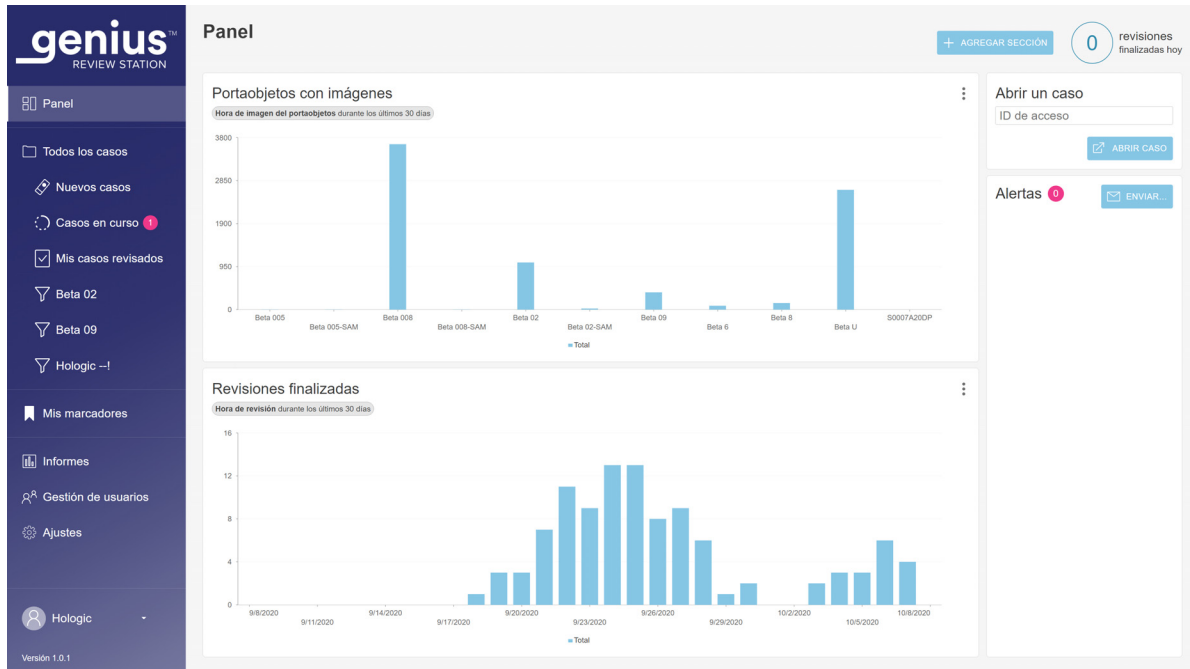 genius™
REVIEW STATION
Panel
Todos los casos
Nuevos casos
Casos en curso 1
Mis casos revisados
Beta 02
Beta 09
Hologic --!
Mis marcadores
Informes
Gestión de usuarios
Ajustes
Hologic
Versión 1.0.1
Panel
+ AGREGAR SECCIÓN
0
revisiones
finalizadas hoy
Portaobjetos con imágenes
Hora de imagen del portaobjetos durante los últimos 30 días
3800
2850
1900
950
0
Beta 005
Beta 005-SAM
Beta 008
Beta 008-SAM
Beta 02
Beta 02-SAM
Beta 09
Beta 6
Beta 8
Beta U
S0007A20DP
Total
Revisiones finalizadas
Hora de revisión durante los últimos 30 días
16
12
8
4
0
9/8/2020
9/11/2020
9/14/2020
9/17/2020
9/20/2020
9/23/2020
9/26/2020
9/29/2020
10/2/2020
10/5/2020
10/8/2020
Total
Abrir un caso
ID de acceso
ABRIR CASO
Alertas 0
ENVIAR...